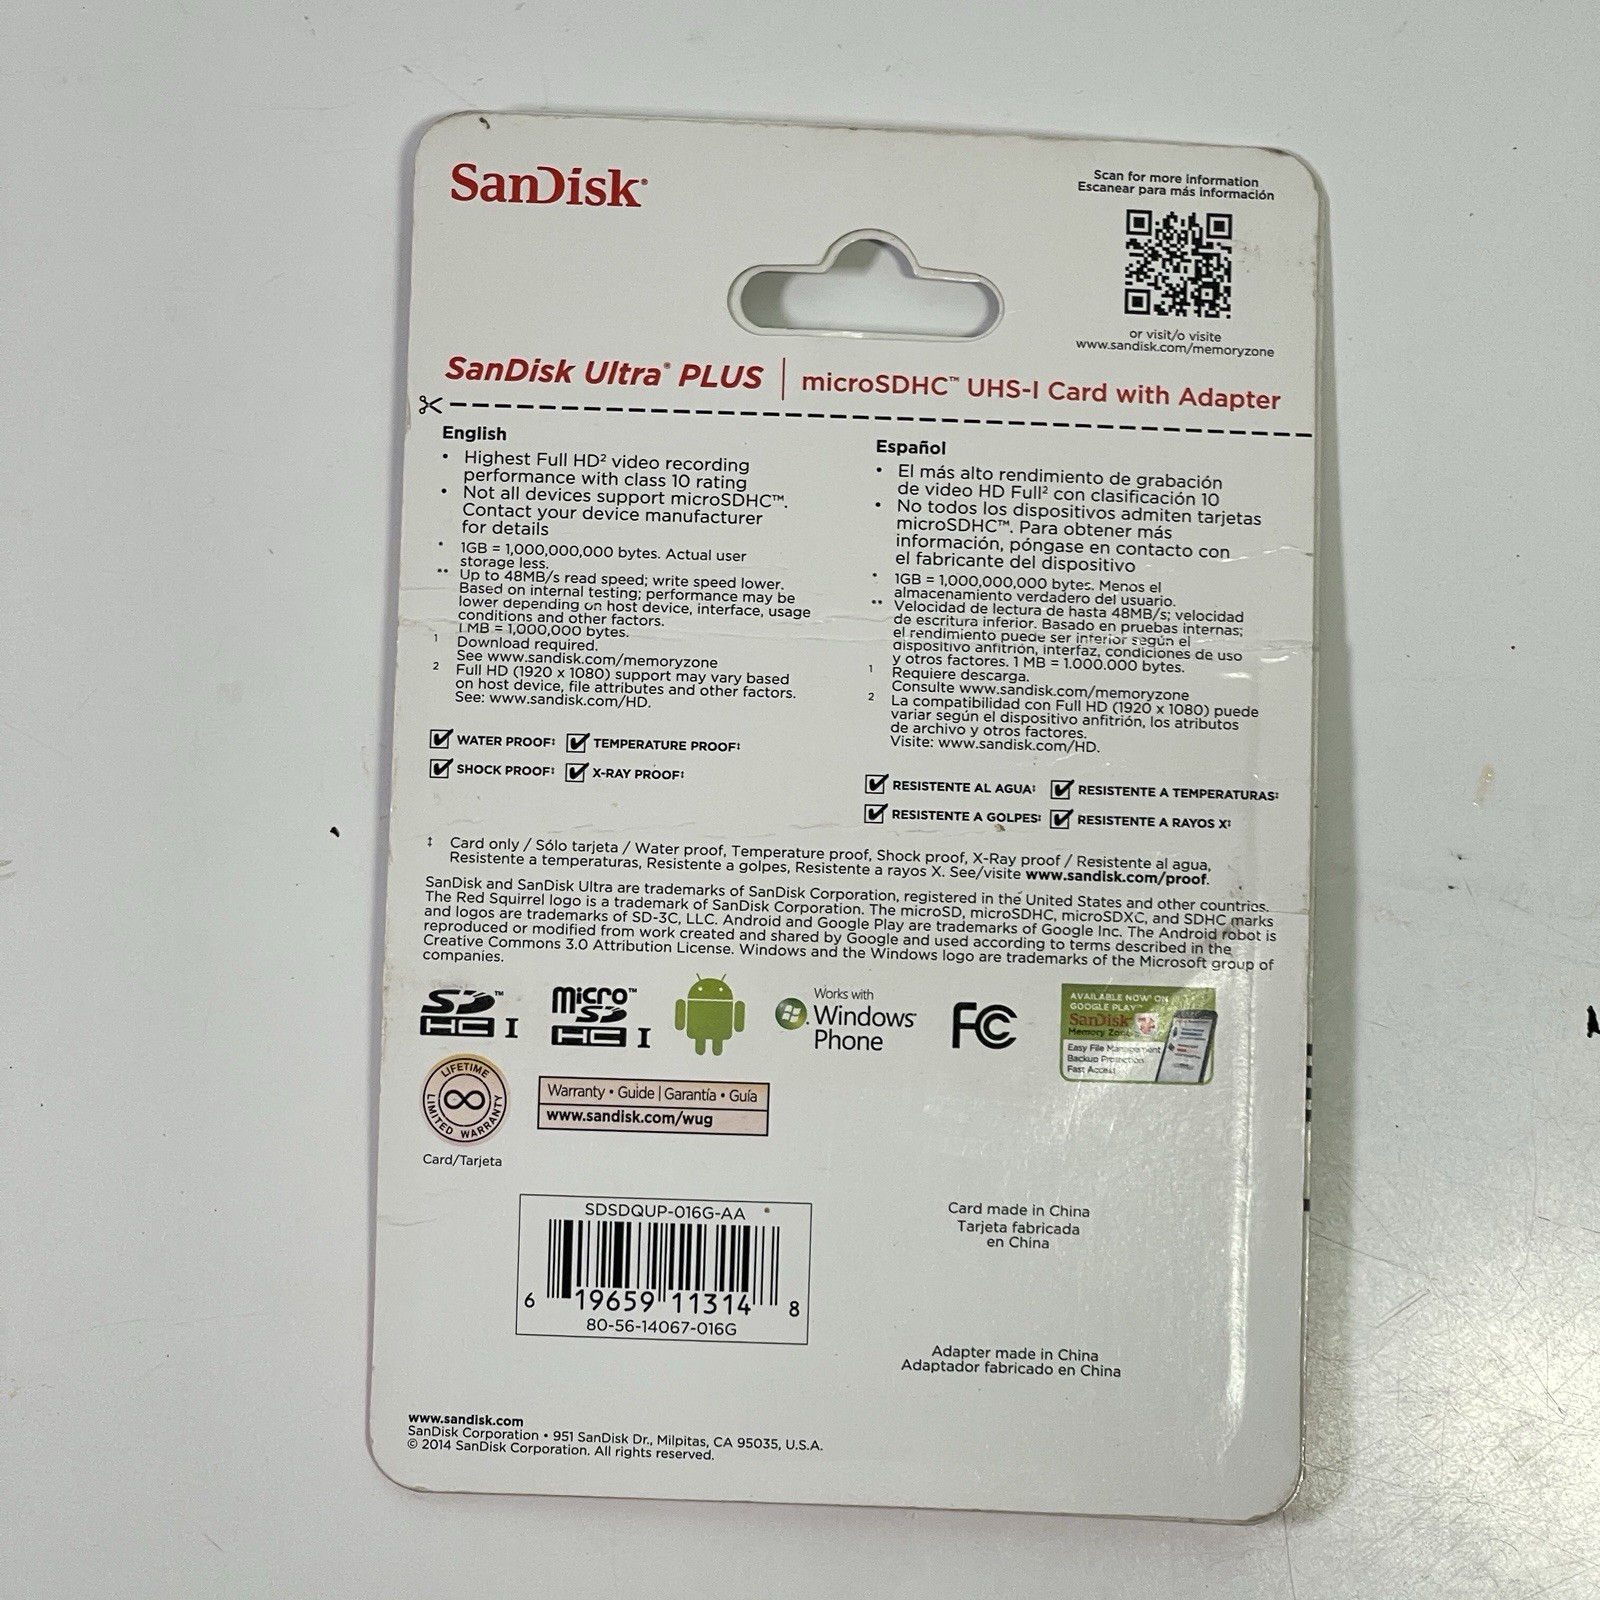 SanDisk®
Scan for more information
Escanear para más información
or visit/o visite
www.sandisk.com/memoryzone
SanDisk Ultra® PLUS | microSDHC™ UHS-I Card with Adapter
English
• Highest Full HD² video recording
performance with class 10 rating
• Not all devices support microSDHC™.
Contact your device manufacturer
for details
* 1GB = 1,000,000,000 bytes. Actual user
storage less.
** Up to 48MB/s read speed; write speed lower.
Based on internal testing; performance may be
lower depending on host device, interface, usage
conditions and other factors.
1 MB = 1,000,000 bytes.
1 Download required.
See www.sandisk.com/memoryzone
2 Full HD (1920 x 1080) support may vary based
on host device, file attributes and other factors.
See: www.sandisk.com/HD.
WATER PROOF‡ TEMPERATURE PROOF‡
SHOCK PROOF‡ X-RAY PROOF‡
Español
• El más alto rendimiento de grabación
de video HD Full² con clasificación 10
• No todos los dispositivos admiten tarjetas
microSDHC™. Para obtener más
información, póngase en contacto con
el fabricante del dispositivo
* 1GB = 1,000,000,000 bytes. Menos el
almacenamiento verdadero del usuario.
** Velocidad de lectura de hasta 48MB/s; velocidad
de escritura inferior. Basado en pruebas internas;
el rendimiento puede ser inferior según el
dispositivo anfitrión, interfaz, condiciones de uso
y otros factores. 1 MB = 1.000.000 bytes.
1 Requiere descarga.
Consulte www.sandisk.com/memoryzone
2 La compatibilidad con Full HD (1920 x 1080) puede
variar según el dispositivo anfitrión, los atributos
de archivo y otros factores.
Visite: www.sandisk.com/HD.
RESISTENTE AL AGUA‡ RESISTENTE A TEMPERATURAS‡
RESISTENTE A GOLPES‡ RESISTENTE A RAYOS X‡
‡ Card only / Sólo tarjeta / Water proof, Temperature proof, Shock proof, X-Ray proof / Resistente al agua,
Resistente a temperaturas, Resistente a golpes, Resistente a rayos X. See/visite www.sandisk.com/proof.
SanDisk and SanDisk Ultra are trademarks of SanDisk Corporation, registered in the United States and other countries.
The Red Squirrel logo is a trademark of SanDisk Corporation. The microSD, microSDHC, microSDXC, and SDHC marks
and logos are trademarks of SD-3C, LLC. Android and Google Play are trademarks of Google Inc. The Android robot is
reproduced or modified from work created and shared by Google and used according to terms described in the
Creative Commons 3.0 Attribution License. Windows and the Windows logo are trademarks of the Microsoft group of
companies.
SD™
HC I
Micro™
SD
HC I
Works with
Windows®
Phone
FC
AVAILABLE NOW¹ ON
GOOGLE PLAY™
SanDisk
Memory Zone
Easy File Management
Backup Protection
Fast Access
LIFETIME
LIMITED WARRANTY
Card/Tarjeta
Warranty • Guide | Garantía • Guía
www.sandisk.com/wug
SDSDQUP-016G-AA
6 19659 11314 8
80-56-14067-016G
Card made in China
Tarjeta fabricada
en China
Adapter made in China
Adaptador fabricado en China
www.sandisk.com
SanDisk Corporation • 951 SanDisk Dr., Milpitas, CA 95035, U.S.A.
© 2014 SanDisk Corporation. All rights reserved.